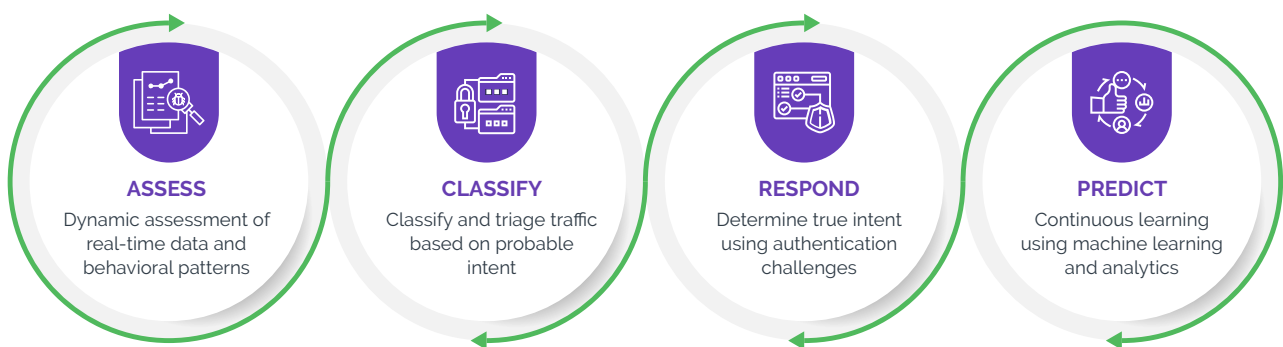 ASSESS
Dynamic assessment of
real-time data and
behavioral patterns
CLASSIFY
Classify and triage traffic
based on probable
intent
RESPOND
Determine true intent
using authentication
challenges
PREDICT
Continuous learning
using machine learning
and analytics